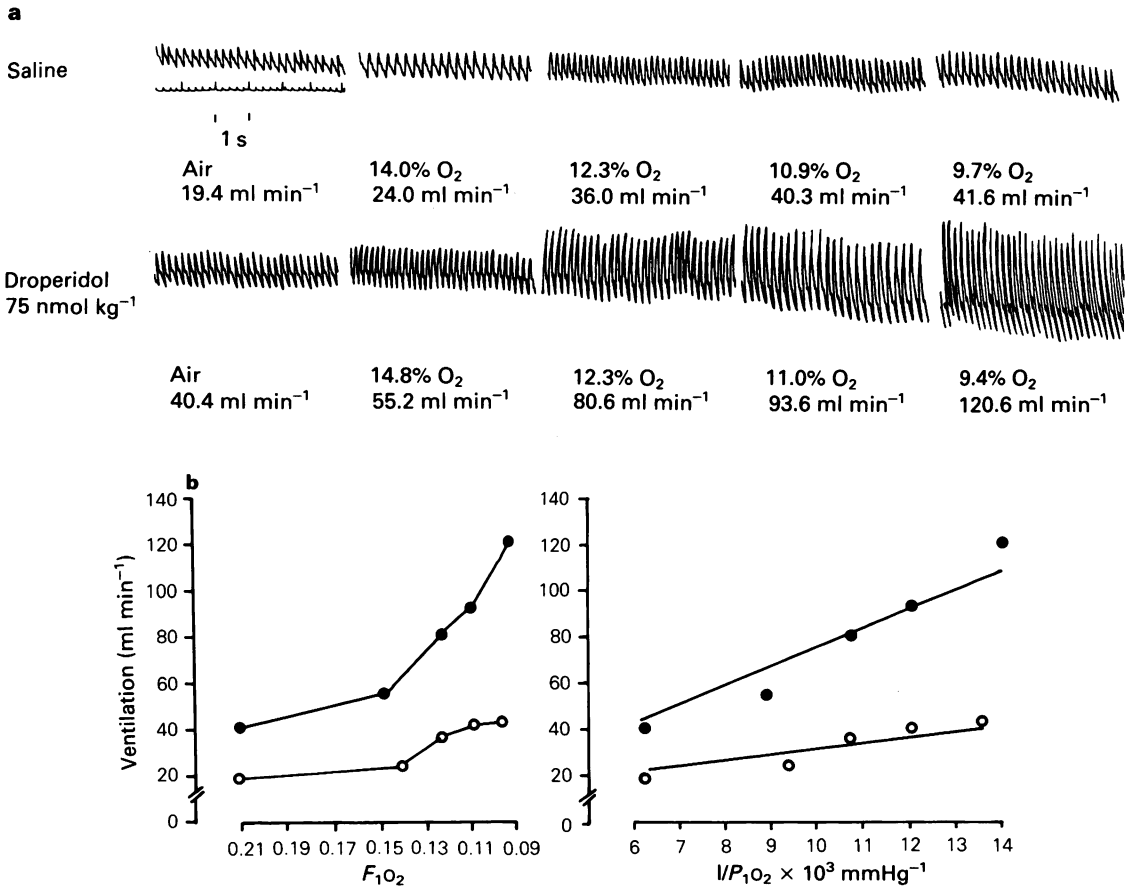 a
Saline
1 s
Air
19.4 ml min⁻¹
14.0% O₂
24.0 ml min⁻¹
12.3% O₂
36.0 ml min⁻¹
10.9% O₂
40.3 ml min⁻¹
9.7% O₂
41.6 ml min⁻¹
Droperidol
75 nmol kg⁻¹
Air
40.4 ml min⁻¹
14.8% O₂
55.2 ml min⁻¹
12.3% O₂
80.6 ml min⁻¹
11.0% O₂
93.6 ml min⁻¹
9.4% O₂
120.6 ml min⁻¹
b
Ventilation (ml min⁻¹)
140
120
100
80
60
40
20
0
0.21 0.19 0.17 0.15 0.13 0.11 0.09
F₁O₂
140
120
100
80
60
40
20
0
6 7 8 9 10 11 12 13 14
I/P₁O₂ × 10³ mmHg⁻¹